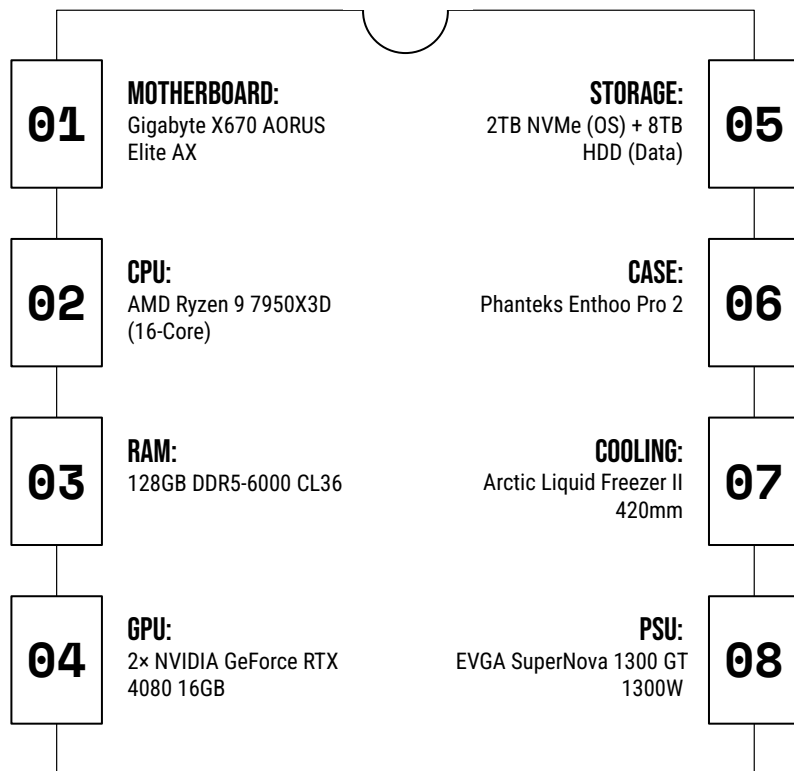 01
MOTHERBOARD:
Gigabyte X670 AORUS
Elite AX
02
CPU:
AMD Ryzen 9 7950X3D
(16-Core)
03
RAM:
128GB DDR5-6000 CL36
04
GPU:
2× NVIDIA GeForce RTX
4080 16GB
STORAGE:
2TB NVMe (OS) + 8TB
HDD (Data)
05
CASE:
Phanteks Enthoo Pro 2
06
COOLING:
Arctic Liquid Freezer II
420mm
07
PSU:
EVGA SuperNova 1300 GT
1300W
08